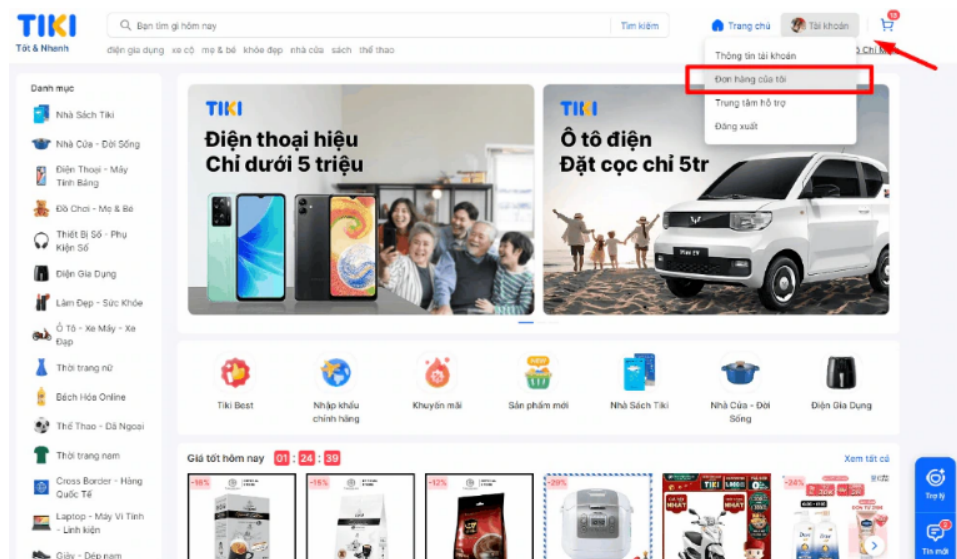 TIKI
Tốt & Nhanh
Bạn tìm gì hôm nay
Tìm kiếm
Trang chủ
Tài khoản
10
điện gia dụng xe cộ mẹ & bé khỏe đẹp nhà cửa sách thể thao
Thông tin tài khoản
Đơn hàng của tôi
Trung tâm hỗ trợ
Đăng xuất
Danh mục
Nhà Sách Tiki
Nhà Cửa - Đời Sống
Điện Thoại - Máy
Tính Bảng
Đồ Chơi - Mẹ & Bé
Thiết Bị Số - Phụ
Kiện Số
Điện Gia Dụng
Làm Đẹp - Sức Khỏe
Ô Tô - Xe Máy - Xe
Đạp
Thời trang nữ
Bách Hóa Online
Thể Thao - Dã Ngoại
Thời trang nam
Cross Border - Hàng
Quốc Tế
Laptop - Máy Vi Tính
- Linh kiện
Giày - Dép nam
TIKI
Điện thoại hiệu
Chỉ dưới 5 triệu
TIKI
Ô tô điện
Đặt cọc chỉ 5tr
Tiki Best
Nhập khẩu
chính hãng
Khuyến mãi
NEW
Sản phẩm mới
Nhà Sách Tiki
Nhà Cửa - Đời
Sống
Điện Gia Dụng
Giá tốt hôm nay 01 : 24 : 39
Xem tất cả
-16%
-15%
-12%
-29%
TIKI
-24%
Trợ lý
Tin mới